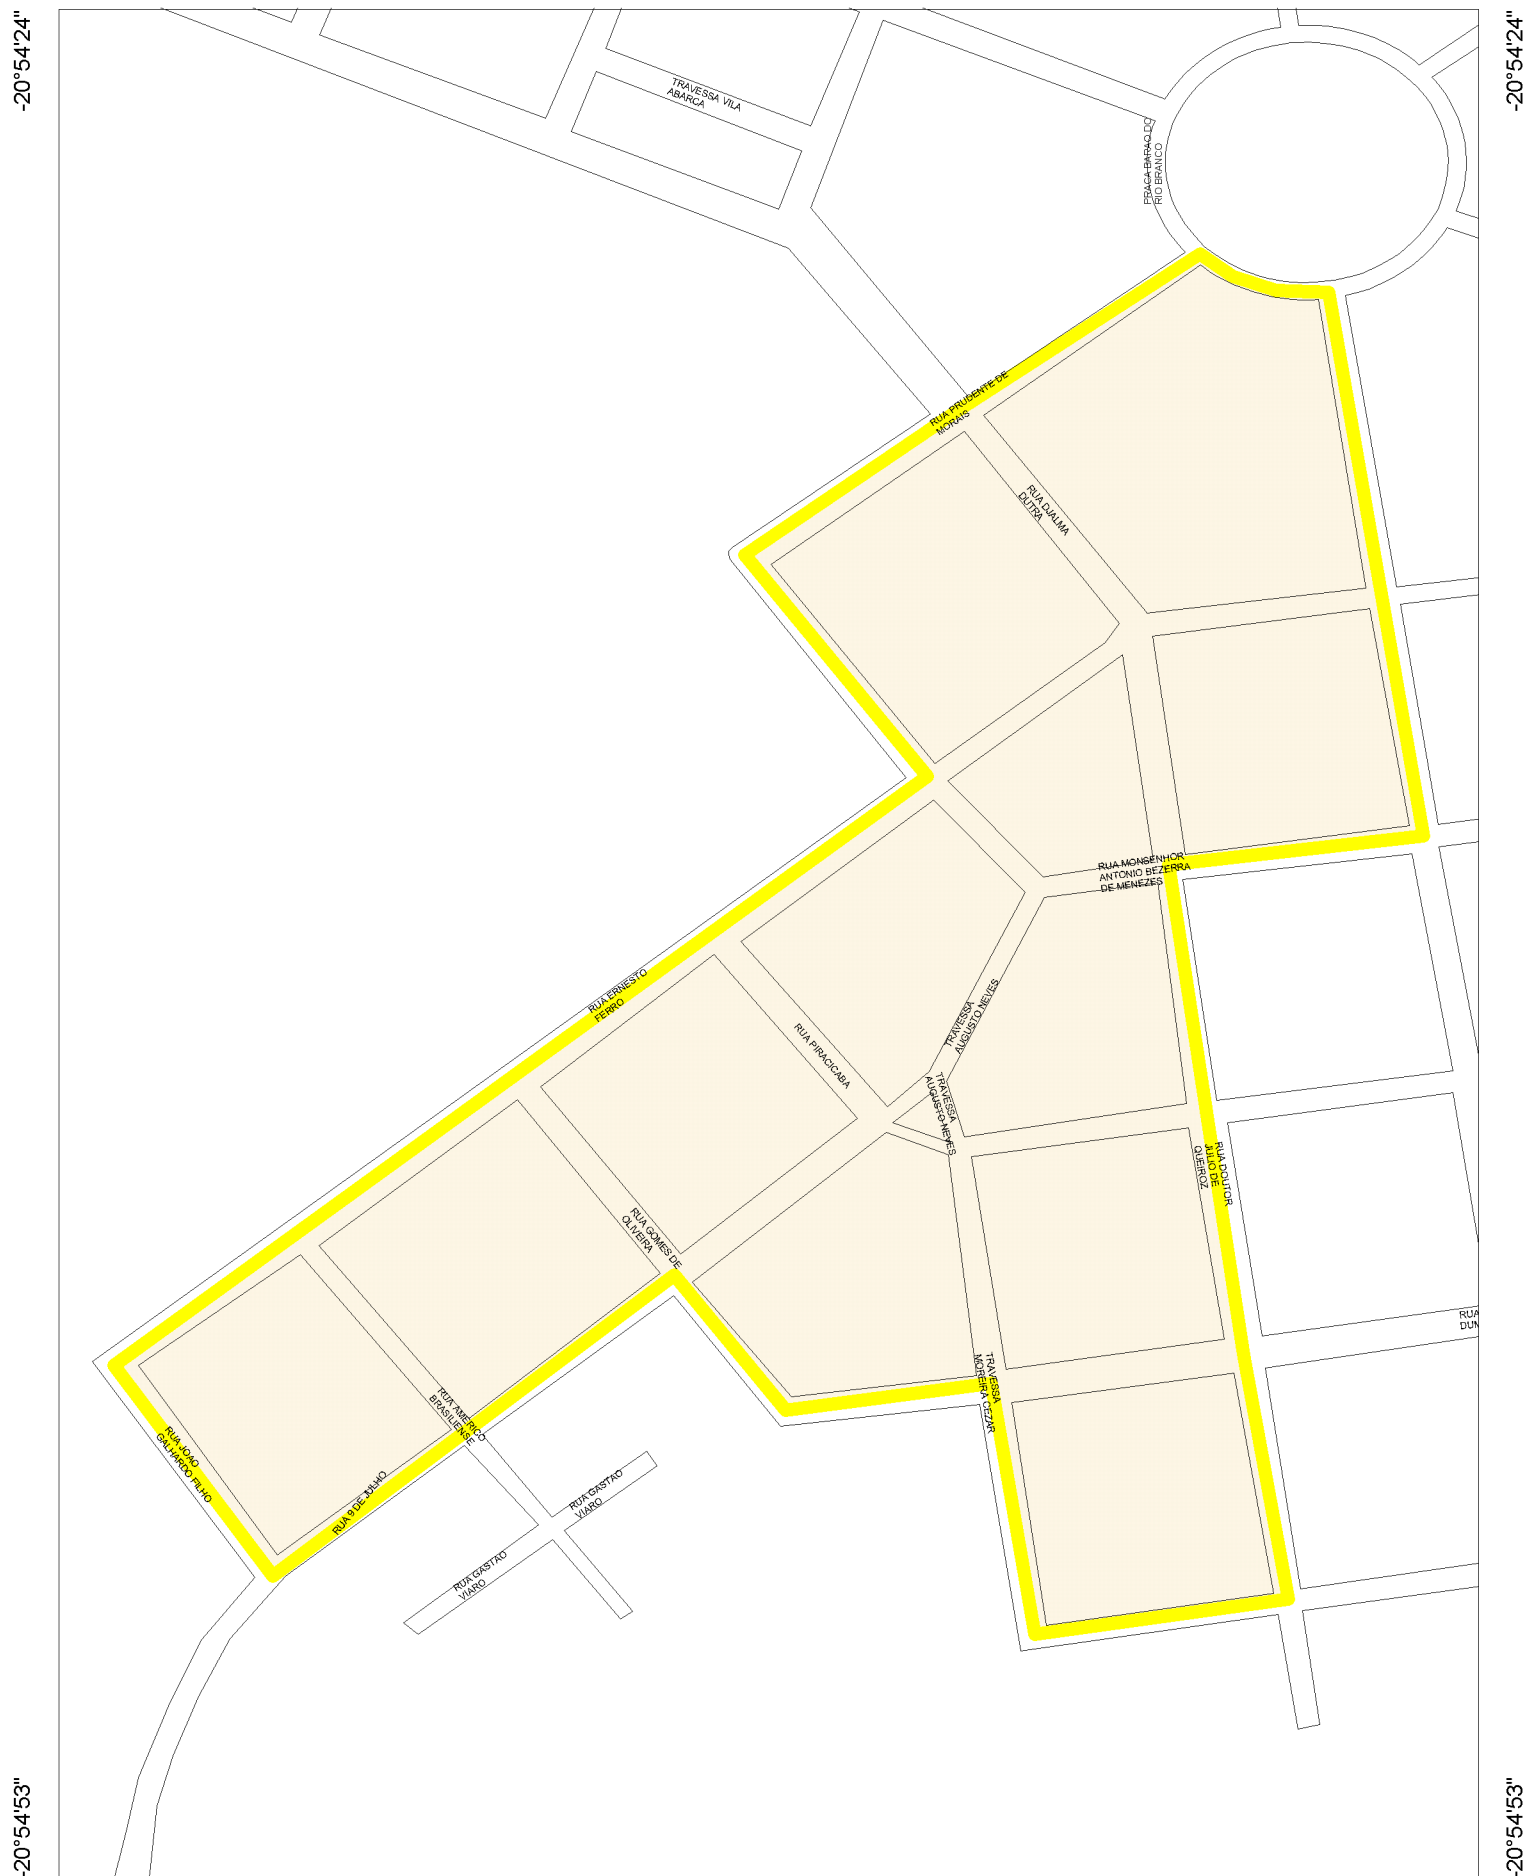 -20°54'24"
-20°54'24"
TRAVESSA VILA
ABARCA
PRACA BARAO DO
RIO BRANCO
RUA PRUDENTE DE
MORAIS
RUA DJALMA
DUTRA
RUA MONSENHOR
ANTONIO BEZERRA
DE MENEZES
RUA ERNESTO
FERRO
TRAVESSA
AUGUSTO NEVES
RUA PIRACICABA
TRAVESSA
AUGUSTO NEVES
RUA DOUTOR
JULIO DE
QUEIROZ
RUA GOMES DE
OLIVEIRA
RUA
DUM
TRAVESSA
MOREIRA CEZAR
RUA AMERICO
BRASILIENSE
RUA JOAO
GALHARDO FILHO
RUA 9 DE JULHO
RUA GASTAO
VIARO
RUA GASTAO
VIARO
-20°54'53"
-20°54'53"